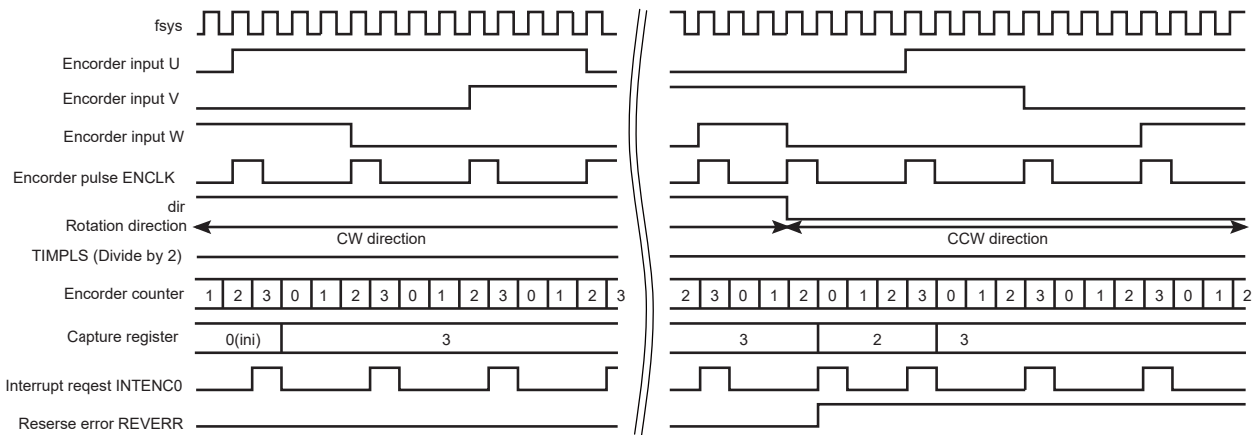 fsys
Encorder input U
Encorder input V
Encorder input W
Encorder pulse ENCLK
dir
Rotation direction
CW direction
CCW direction
TIMPLS (Divide by 2)
Encorder counter 1 2 3 0 1 2 3 0 1 2 3 0 1 2 3 2 3 0 1 2 0 1 2 3 0 1 2 3 0 1 2 3 0 1 2
Capture register 0(ini) 3 3 2 3
Interrupt reqest INTENC0
Reserse error REVERR